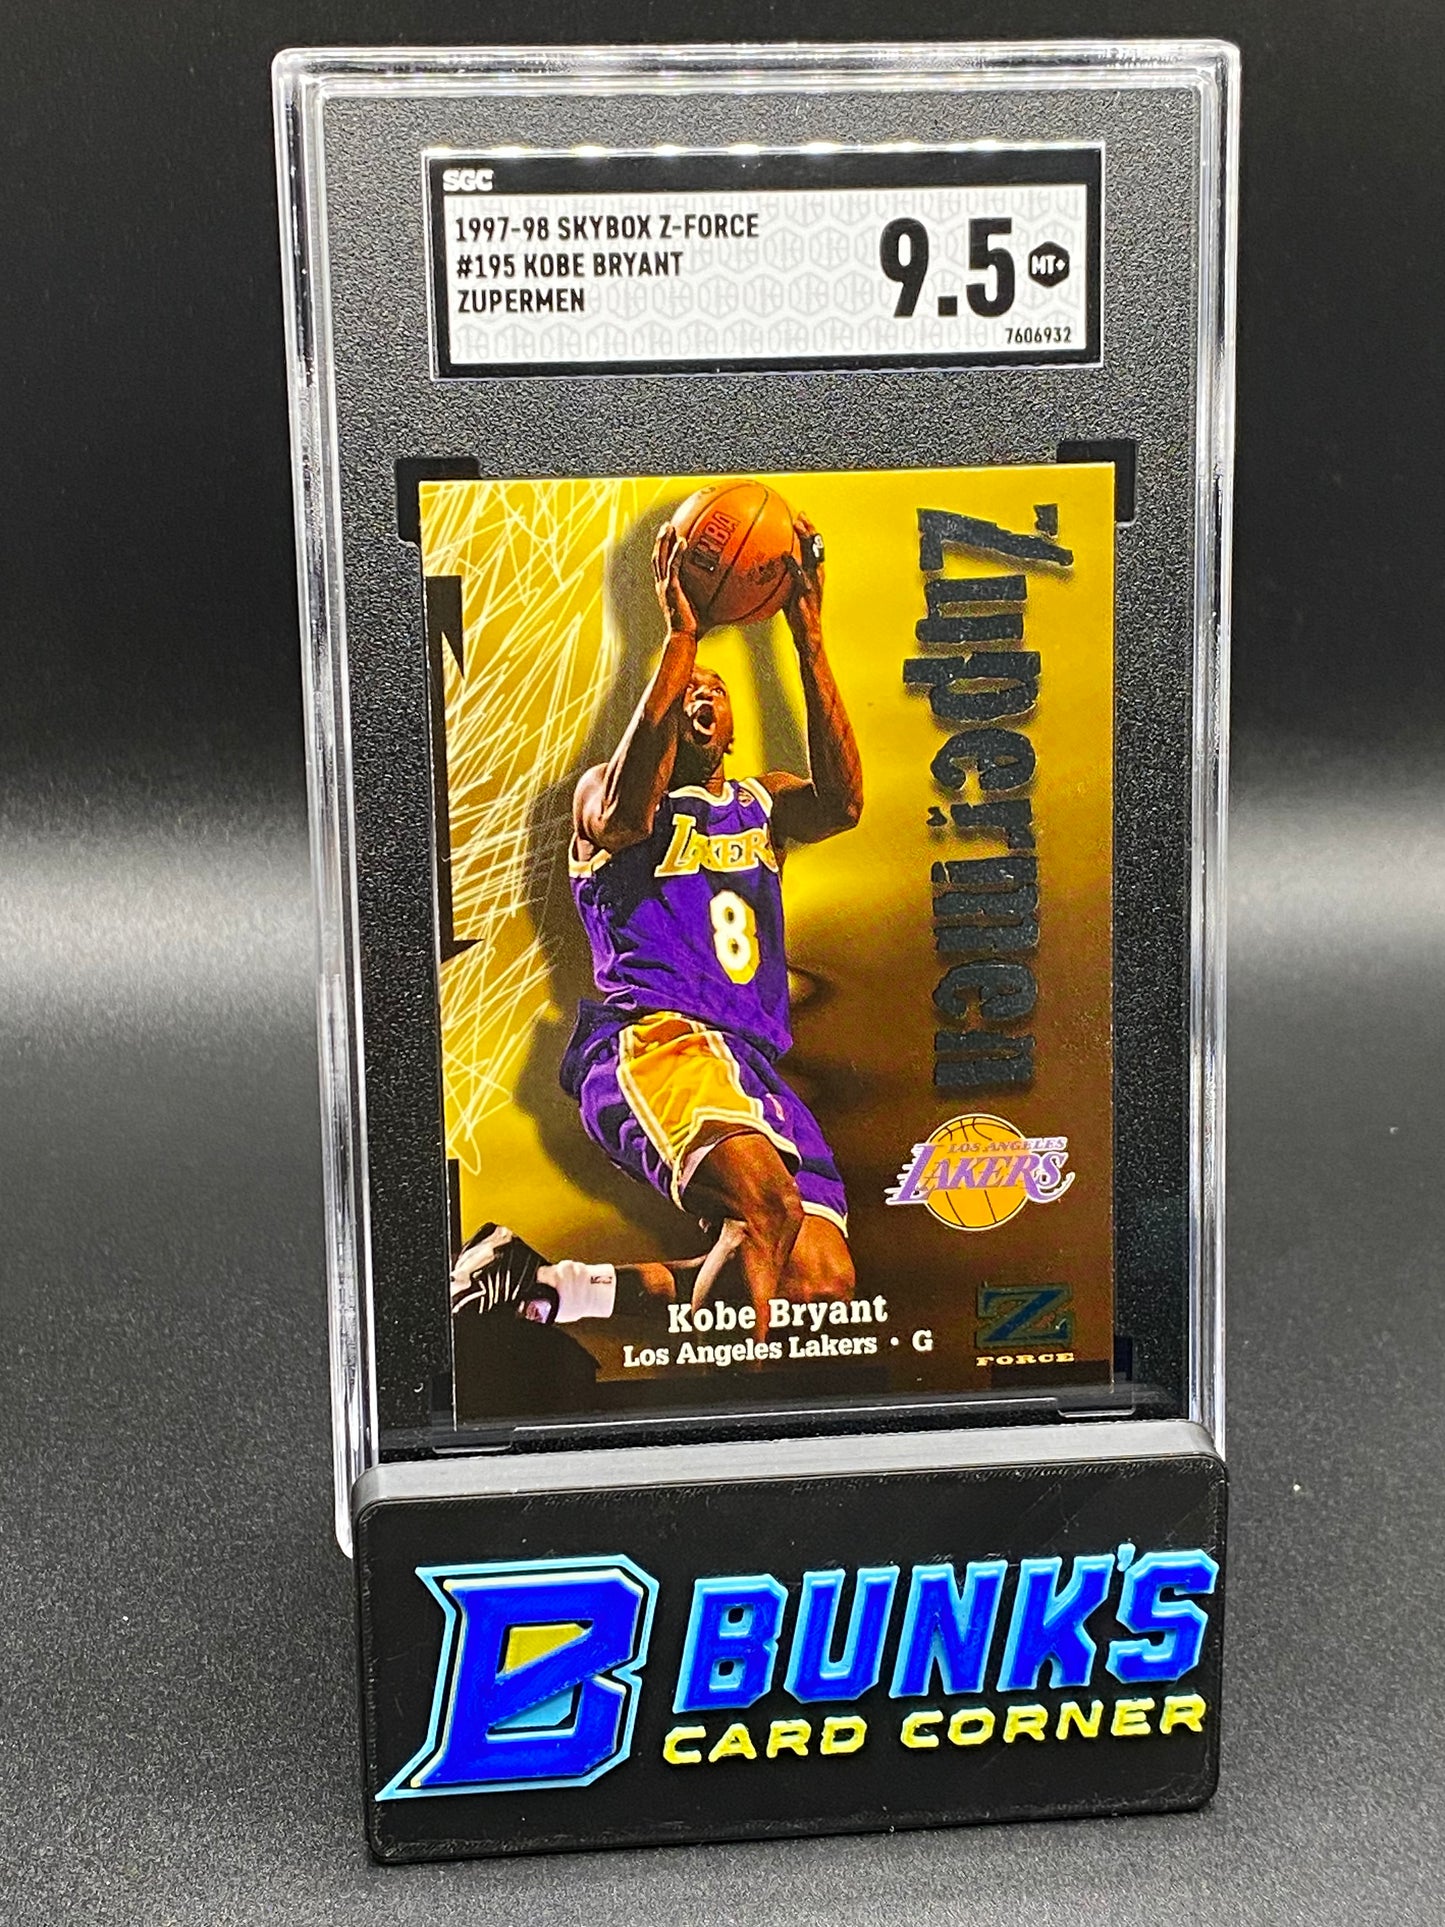 SGC
1997-98 SKYBOX Z-FORCE
#195 KOBE BRYANT
ZUPERMEN
9.5 MT+
7606932
NBA
Zupermen
LAKERS
8
LOS ANGELES
LAKERS
Kobe Bryant
Los Angeles Lakers · G
Z
FORCE
B BUNK'S
CARD CORNER